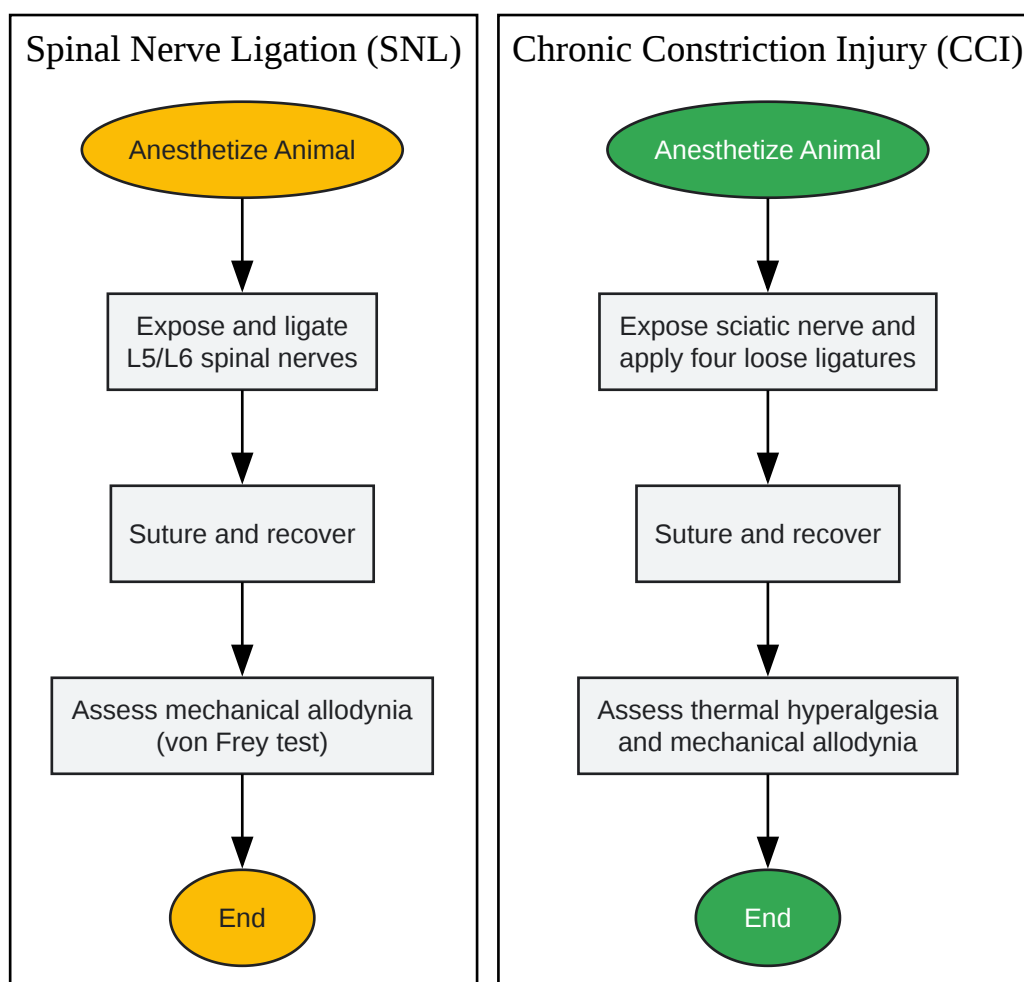 Spinal Nerve Ligation (SNL)
Anesthetize Animal
Expose and ligate
L5/L6 spinal nerves
Suture and recover
Assess mechanical allodynia
(von Frey test)
End
Chronic Constriction Injury (CCI)
Anesthetize Animal
Expose sciatic nerve and
apply four loose ligatures
Suture and recover
Assess thermal hyperalgesia
and mechanical allodynia
End